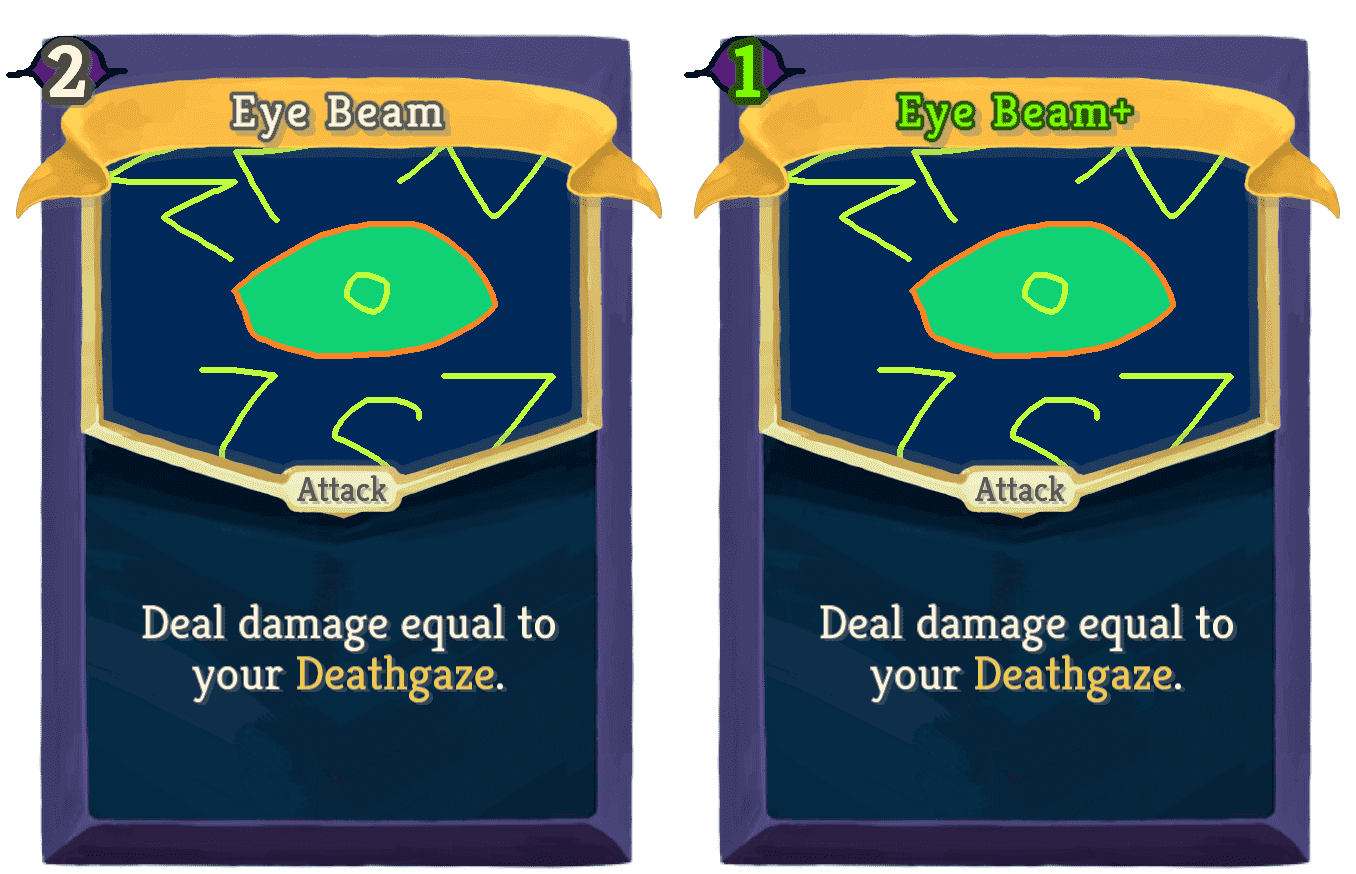 2
Eye Beam
Attack
Deal damage equal to
your Deathgaze.
1
Eye Beam+
Attack
Deal damage equal to
your Deathgaze.